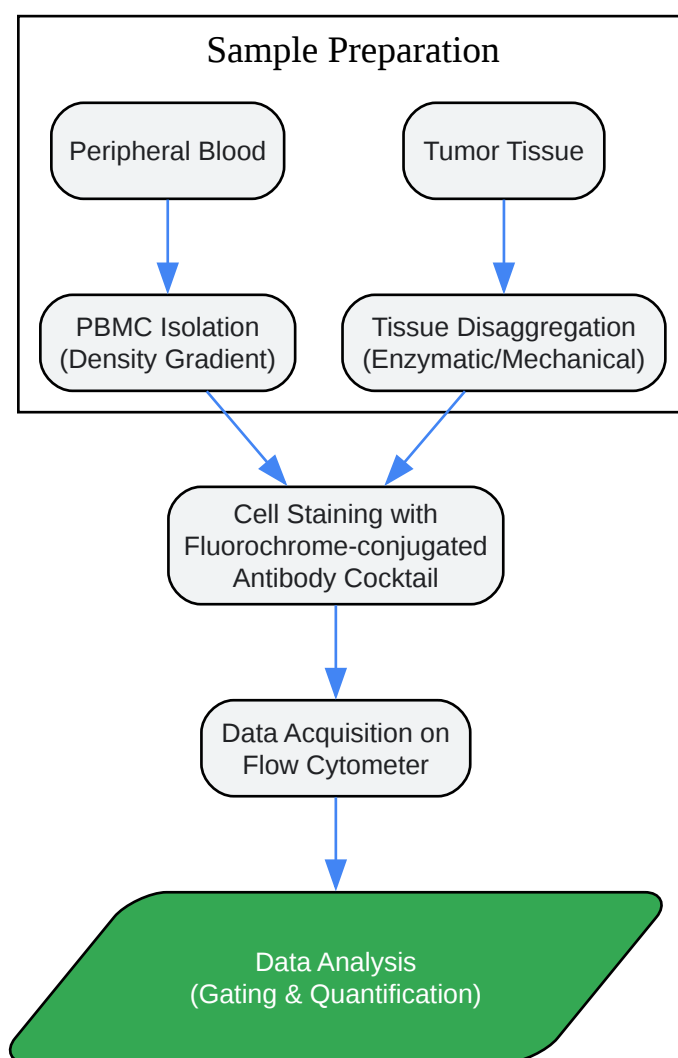 Sample Preparation
Peripheral Blood
Tumor Tissue
PBMC Isolation
(Density Gradient)
Tissue Disaggregation
(Enzymatic/Mechanical)
Cell Staining with
Fluorochrome-conjugated
Antibody Cocktail
Data Acquisition on
Flow Cytometer
Data Analysis
(Gating & Quantification)